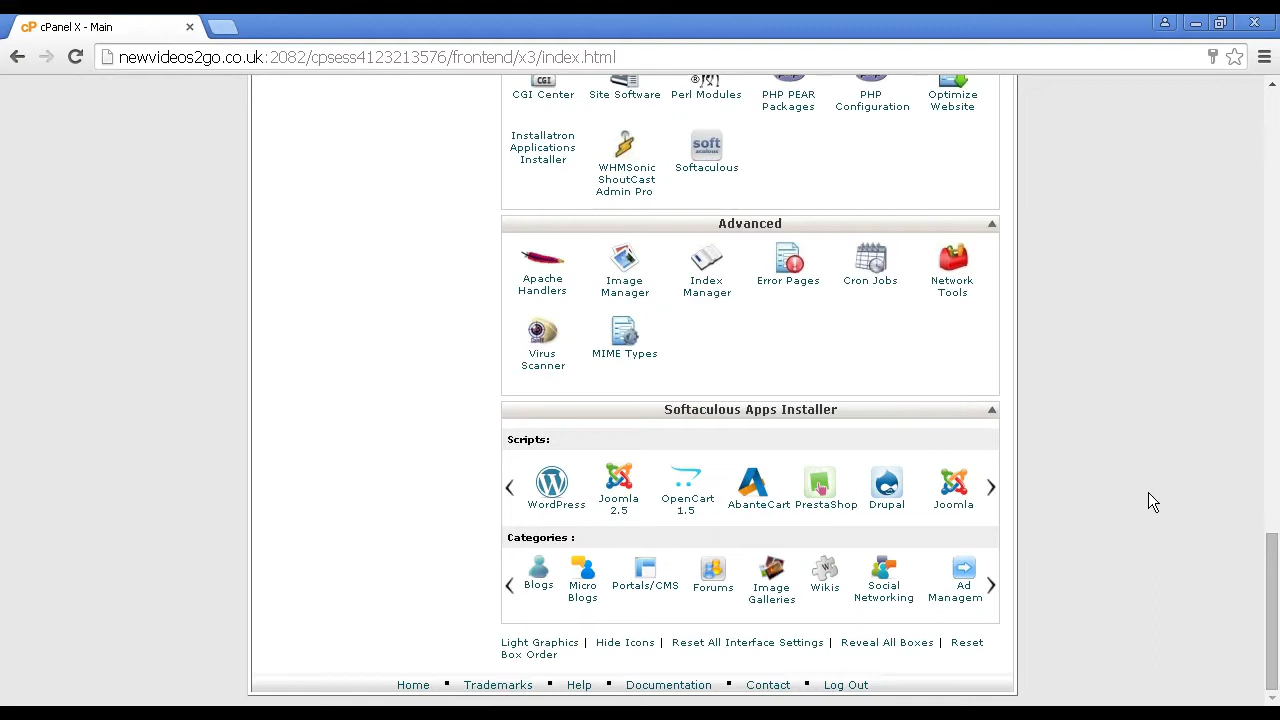 cP cPanel X - Main
newvideos2go.co.uk:2082/cpsess4123213576/frontend/x3/index.html
CGI
CGI Center
Site Software
Perl Modules
PHP PEAR
Packages
PHP
Configuration
Optimize
Website
Installatron
Applications
Installer
WHMSonic
ShoutCast
Admin Pro
soft
aculous
Softaculous
Advanced
Apache
Handlers
Image
Manager
Index
Manager
Error Pages
Cron Jobs
Network
Tools
Virus
Scanner
MIME Types
Softaculous Apps Installer
Scripts:
WordPress
Joomla
2.5
OpenCart
1.5
AbanteCart
PrestaShop
Drupal
Joomla
Categories :
Blogs
Micro
Blogs
Portals/CMS
Forums
Image
Galleries
W
Wikis
Social
Networking
Ad
Managem
Light Graphics | Hide Icons | Reset All Interface Settings | Reveal All Boxes | Reset
Box Order
Home ▪ Trademarks ▪ Help ▪ Documentation ▪ Contact ▪ Log Out